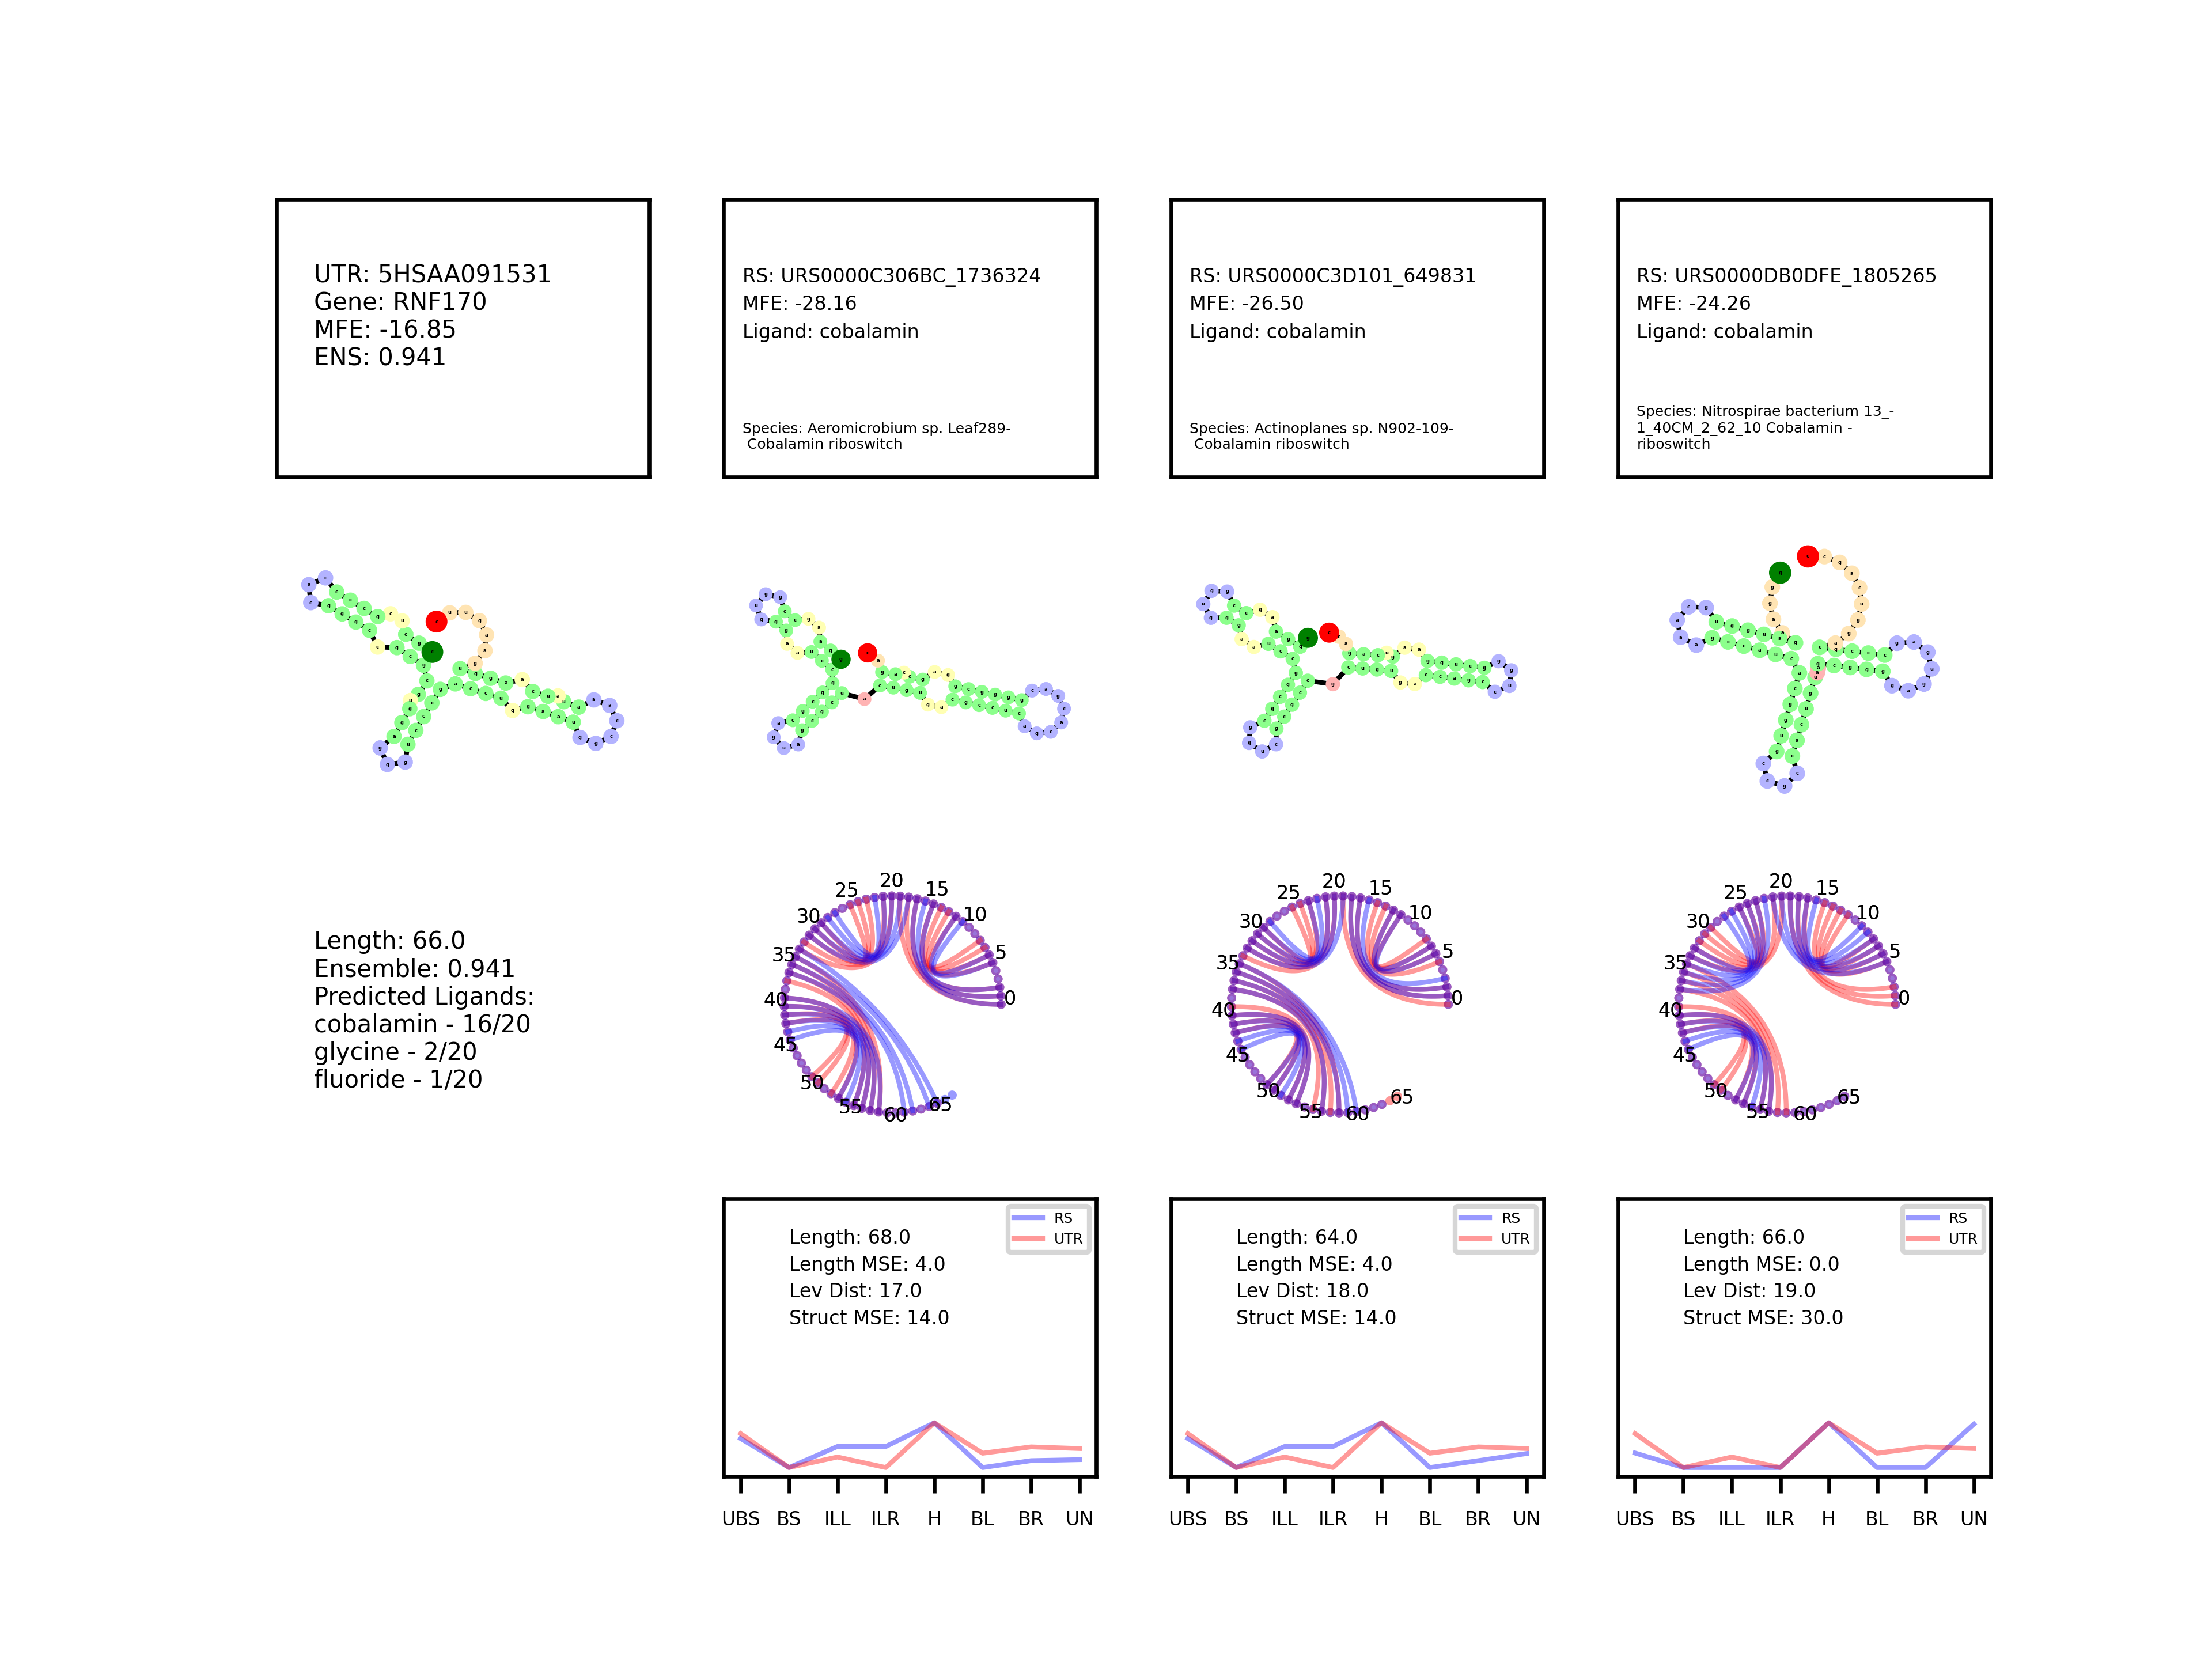 UTR: 5HSAA091531
Gene: RNF170
MFE: -16.85
ENS: 0.941
RS: URS0000C306BC_1736324
MFE: -28.16
Ligand: cobalamin
Species: Aeromicrobium sp. Leaf289-
Cobalamin riboswitch
RS: URS0000C3D101_649831
MFE: -26.50
Ligand: cobalamin
Species: Actinoplanes sp. N902-109-
Cobalamin riboswitch
RS: URS0000DB0DFE_1805265
MFE: -24.26
Ligand: cobalamin
Species: Nitrospirae bacterium 13_-
1_40CM_2_62_10 Cobalamin -
riboswitch
Length: 66.0
Ensemble: 0.941
Predicted Ligands:
cobalamin - 16/20
glycine - 2/20
fluoride - 1/20
0
5
10
15
20
25
30
35
40
45
50
55
60
65
0
5
10
15
20
25
30
35
40
45
50
55
60
65
0
5
10
15
20
25
30
35
40
45
50
55
60
65
RS
UTR
Length: 68.0
Length MSE: 4.0
Lev Dist: 17.0
Struct MSE: 14.0
UBS BS ILL ILR H BL BR UN
RS
UTR
Length: 64.0
Length MSE: 4.0
Lev Dist: 18.0
Struct MSE: 14.0
UBS BS ILL ILR H BL BR UN
RS
UTR
Length: 66.0
Length MSE: 0.0
Lev Dist: 19.0
Struct MSE: 30.0
UBS BS ILL ILR H BL BR UN